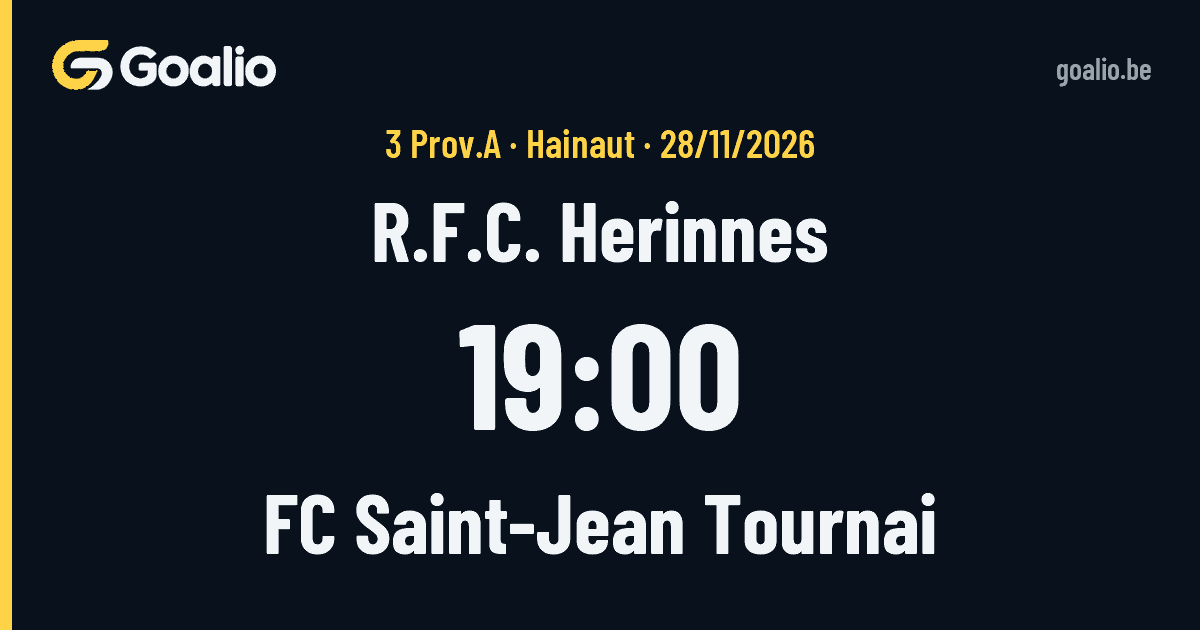 Goalio
goalio.be
3 Prov.A · Hainaut · 28/11/2026
R.F.C. Herinnes
19:00
FC Saint-Jean Tournai